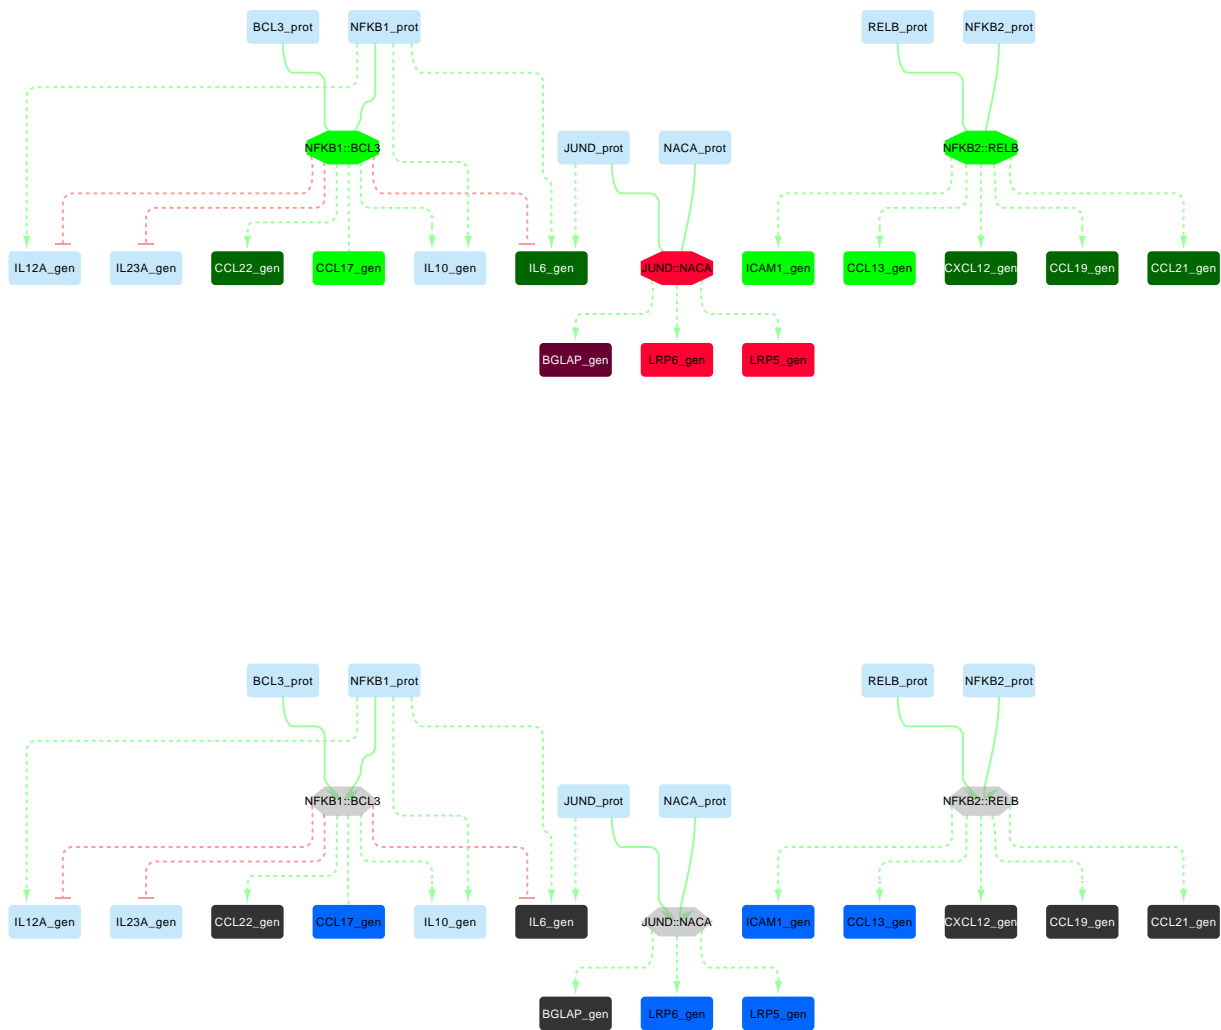 BCL3_prot NFKB1_prot RELB_prot NFKB2_prot
NFKB1::BCL3 JUND_prot NACA_prot NFKB2::RELB
IL12A_gen IL23A_gen CCL22_gen CCL17_gen IL10_gen IL6_gen JUND::NACA ICAM1_gen CCL13_gen CXCL12_gen CCL19_gen CCL21_gen
BGLAP_gen LRP6_gen LRP5_gen
BCL3_prot NFKB1_prot RELB_prot NFKB2_prot
NFKB1::BCL3 JUND_prot NACA_prot NFKB2::RELB
IL12A_gen IL23A_gen CCL22_gen CCL17_gen IL10_gen IL6_gen JUND::NACA ICAM1_gen CCL13_gen CXCL12_gen CCL19_gen CCL21_gen
BGLAP_gen LRP6_gen LRP5_gen